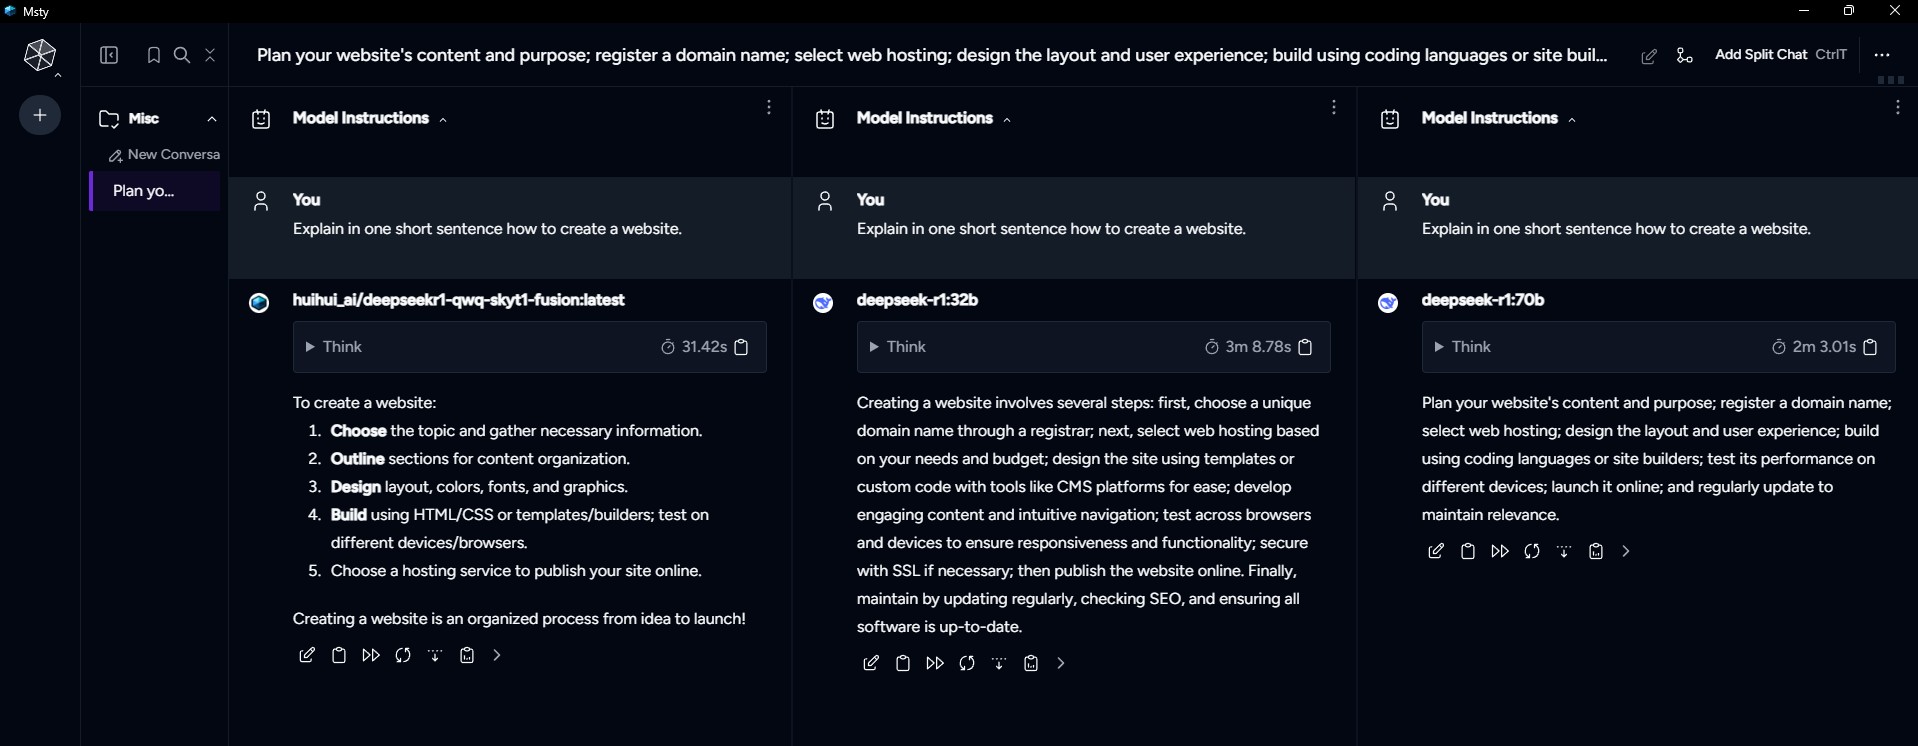 Msty
Plan your website's content and purpose; register a domain name; select web hosting; design the layout and user experience; build using coding languages or site buil...
Add Split Chat CtrlT
Misc
New Conversa
Plan yo...
Model Instructions
You
Explain in one short sentence how to create a website.
huihui_ai/deepseekr1-qwq-skyt1-fusion:latest
Think
31.42s
To create a website:
1. Choose the topic and gather necessary information.
2. Outline sections for content organization.
3. Design layout, colors, fonts, and graphics.
4. Build using HTML/CSS or templates/builders; test on
different devices/browsers.
5. Choose a hosting service to publish your site online.
Creating a website is an organized process from idea to launch!
Model Instructions
You
Explain in one short sentence how to create a website.
deepseek-r1:32b
Think
3m 8.78s
Creating a website involves several steps: first, choose a unique
domain name through a registrar; next, select web hosting based
on your needs and budget; design the site using templates or
custom code with tools like CMS platforms for ease; develop
engaging content and intuitive navigation; test across browsers
and devices to ensure responsiveness and functionality; secure
with SSL if necessary; then publish the website online. Finally,
maintain by updating regularly, checking SEO, and ensuring all
software is up-to-date.
Model Instructions
You
Explain in one short sentence how to create a website.
deepseek-r1:70b
Think
2m 3.01s
Plan your website's content and purpose; register a domain name;
select web hosting; design the layout and user experience; build
using coding languages or site builders; test its performance on
different devices; launch it online; and regularly update to
maintain relevance.